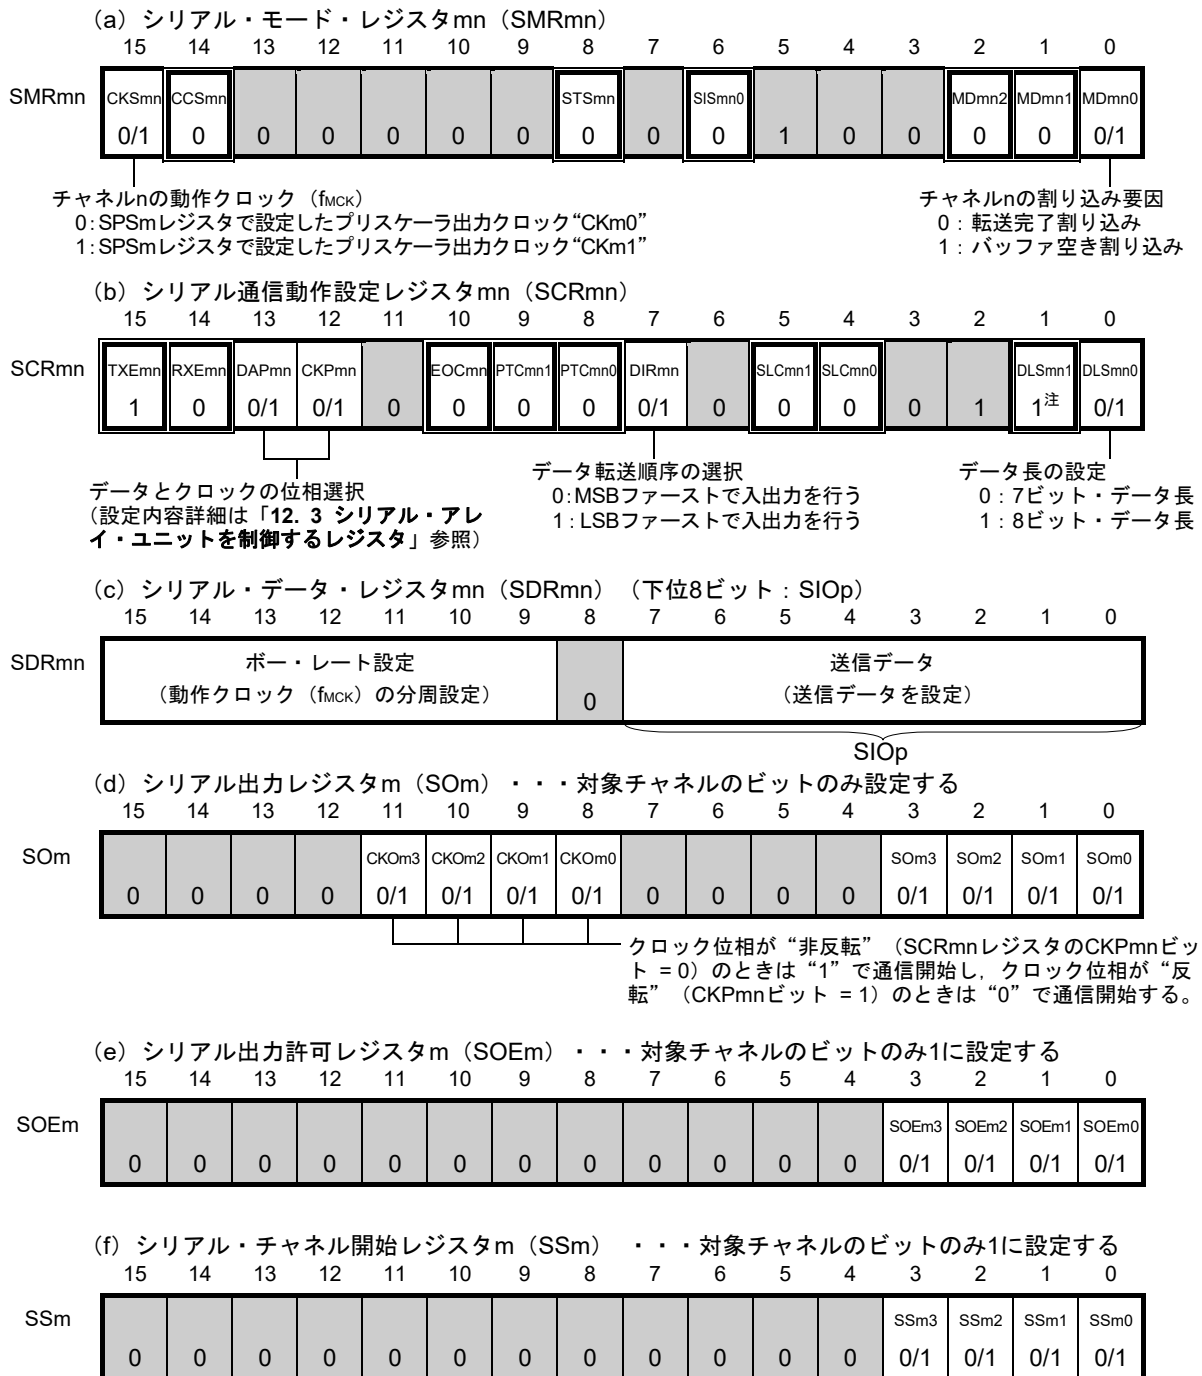 (a) シリアル・モード・レジスタmn（SMRmn）
15 14 13 12 11 10 9 8 7 6 5 4 3 2 1 0
SMRmn CKSmn CCSmn STSmn SISmn0 MDmn2 MDmn1 MDmn0
0/1 0 0 0 0 0 0 0 0 0 1 0 0 0 0 0/1
チャネルnの動作クロック（fMCK）
0：SPSmレジスタで設定したプリスケーラ出力クロック“CKm0”
1：SPSmレジスタで設定したプリスケーラ出力クロック“CKm1”
チャネルnの割り込み要因
0：転送完了割り込み
1：バッファ空き割り込み
(b) シリアル通信動作設定レジスタmn（SCRmn）
15 14 13 12 11 10 9 8 7 6 5 4 3 2 1 0
SCRmn TXEmn RXEmn DAPmn CKPmn EOCmn PTCmn1 PTCmn0 DIRmn SLCmn1 SLCmn0 DLSmn1 DLSmn0
1 0 0/1 0/1 0 0 0 0 0/1 0 0 0 0 1 1注 0/1
データとクロックの位相選択
（設定内容詳細は「12. 3 シリアル・アレ
イ・ユニットを制御するレジスタ」参照）
データ転送順序の選択
0：MSBファーストで入出力を行う
1：LSBファーストで入出力を行う
データ長の設定
0：7ビット・データ長
1：8ビット・データ長
(c) シリアル・データ・レジスタmn（SDRmn）（下位8ビット：SIOp）
15 14 13 12 11 10 9 8 7 6 5 4 3 2 1 0
SDRmn ボー・レート設定 送信データ
（動作クロック（fMCK）の分周設定） 0 （送信データを設定）
SIOp
(d) シリアル出力レジスタm（SOm）・・・対象チャネルのビットのみ設定する
15 14 13 12 11 10 9 8 7 6 5 4 3 2 1 0
SOm CKOm3 CKOm2 CKOm1 CKOm0 SOm3 SOm2 SOm1 SOm0
0 0 0 0 0/1 0/1 0/1 0/1 0 0 0 0 0/1 0/1 0/1 0/1
クロック位相が“非反転”（SCRmnレジスタのCKPmnビッ
ト = 0）のときは“1”で通信開始し，クロック位相が“反
転”（CKPmnビット = 1）のときは“0”で通信開始する。
(e) シリアル出力許可レジスタm（SOEm）・・・対象チャネルのビットのみ1に設定する
15 14 13 12 11 10 9 8 7 6 5 4 3 2 1 0
SOEm SOEm3 SOEm2 SOEm1 SOEm0
0 0 0 0 0 0 0 0 0 0 0 0 0/1 0/1 0/1 0/1
(f) シリアル・チャネル開始レジスタm（SSm） ・・・対象チャネルのビットのみ1に設定する
15 14 13 12 11 10 9 8 7 6 5 4 3 2 1 0
SSm SSm3 SSm2 SSm1 SSm0
0 0 0 0 0 0 0 0 0 0 0 0 0/1 0/1 0/1 0/1